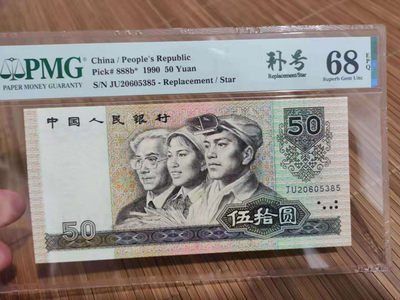 PMG
PAPER MONEY GUARANTY
China / People's Republic
Pick# 888b* 1990 50 Yuan
S/N JU20605385 - Replacement / Star
补号
Replacement/Star
68
EPQ
Superb Gem Unc
中国人民银行
50
JU20605385
50
伍拾圆